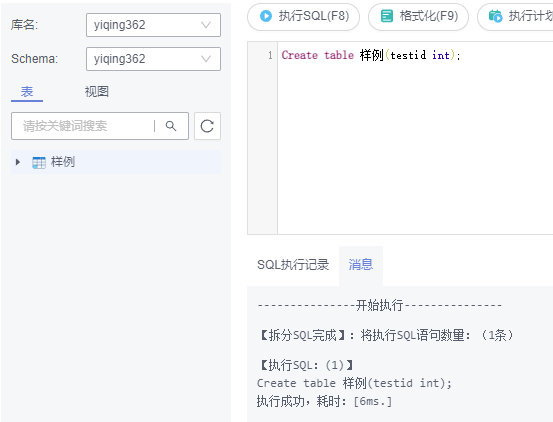 库名:
yiqing362
Schema:
yiqing362
表
视图
请按关键词搜索
样例
执行SQL(F8)
格式化(F9)
执行计划
1
Create table 样例(testid int);
SQL执行记录
消息
---------------开始执行---------------
【拆分SQL完成】：将执行SQL语句数量：（1条）
【执行SQL：(1)】
Create table 样例(testid int);
执行成功，耗时：[6ms.]